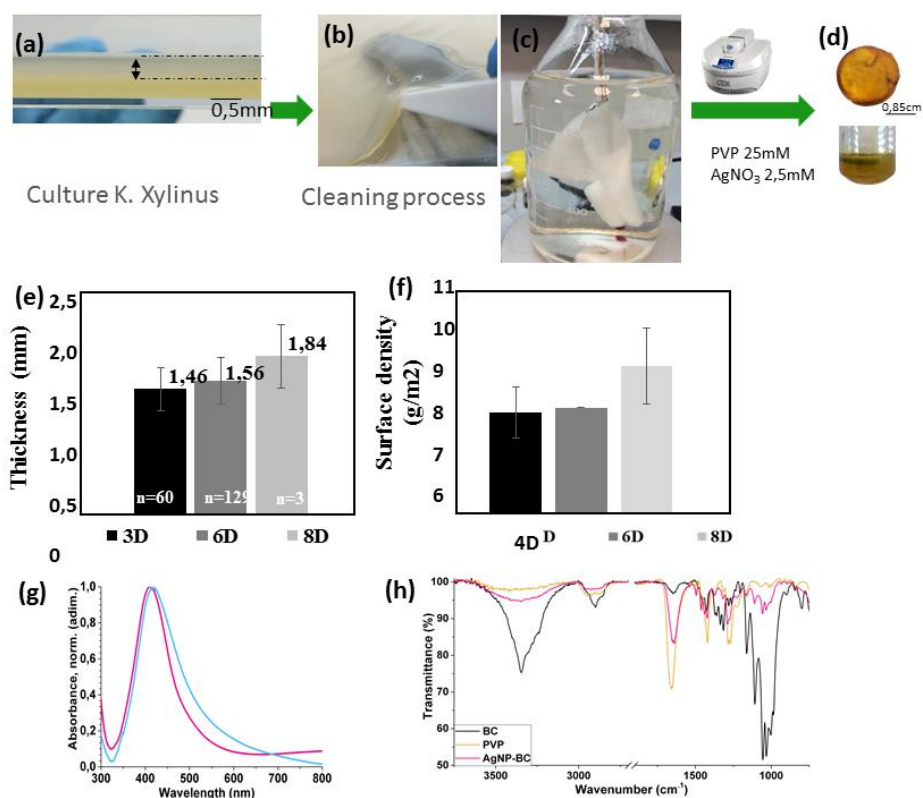 (a)
0,5mm
Culture K. Xylinus
(b)
Cleaning process
(c)
400
PVP 25mM
AgNO₃ 2,5mM
(d)
0,85cm
(e)
Thickness (mm)
2,5
2,0
1,5
1,0
0,5
0
1,46
1,56
1,84
n=60
n=129
n=3
3D
6D
8D
(f)
Surface density
(g/m2)
11
10
9
8
7
6
4D D
6D
8D
(g)
Absorbance, norm. (adim.)
1,0
0,8
0,6
0,4
0,2
0,0
300 400 500 600 700 800
Wavelength (nm)
(h)
Transmittance (%)
100
90
80
70
60
50
BC
PVP
AgNP-BC
3500 3000 1500 1000
Wavenumber (cm⁻¹)